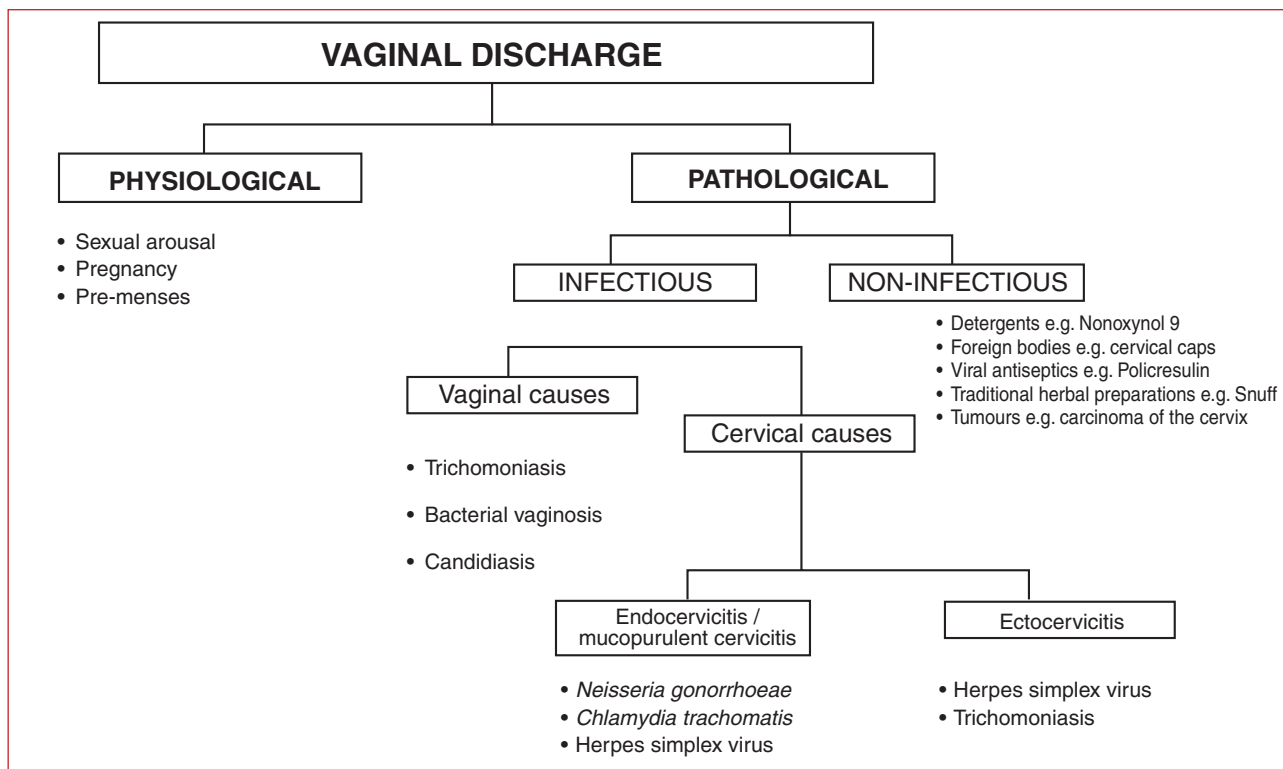 VAGINAL DISCHARGE
PHYSIOLOGICAL
• Sexual arousal
• Pregnancy
• Pre-menses
PATHOLOGICAL
INFECTIOUS
NON-INFECTIOUS
• Detergents e.g. Nonoxynol 9
• Foreign bodies e.g. cervical caps
• Viral antiseptics e.g. Policresulin
• Traditional herbal preparations e.g. Snuff
• Tumours e.g. carcinoma of the cervix
Vaginal causes
• Trichomoniasis
• Bacterial vaginosis
• Candidiasis
Cervical causes
Endocervicitis /
mucopurulent cervicitis
• Neisseria gonorrhoeae
• Chlamydia trachomatis
• Herpes simplex virus
Ectocervicitis
• Herpes simplex virus
• Trichomoniasis